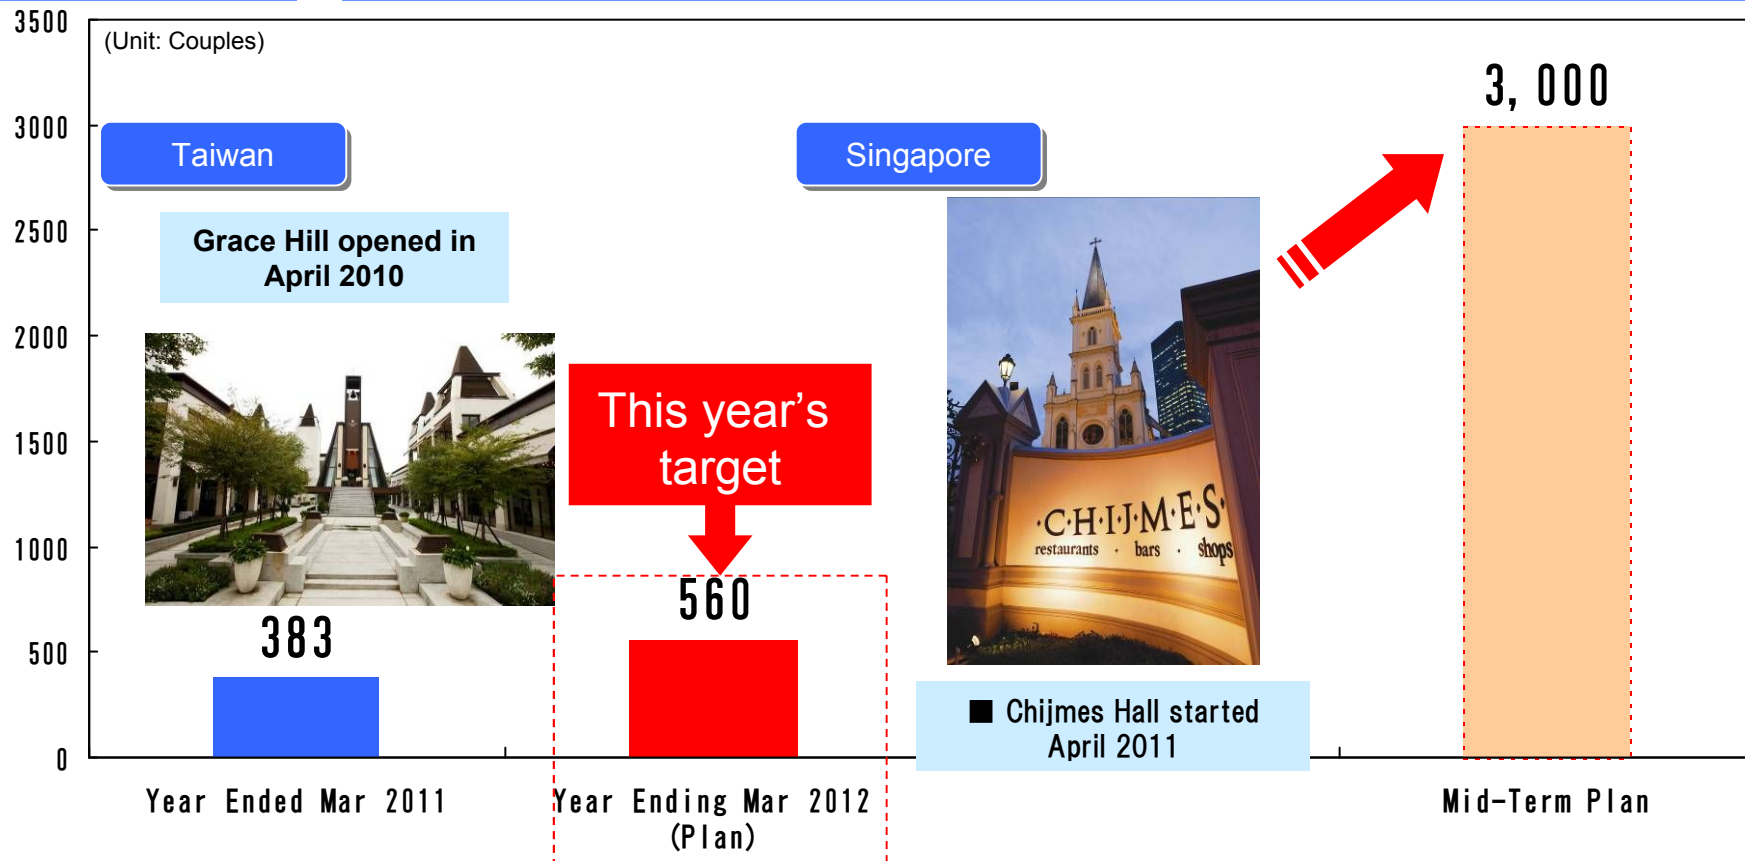 3500
(Unit: Couples)
3,000
3000
Taiwan
Singapore
2500
Grace Hill opened in
April 2010
2000
1500
This year’s
target
·C·H·I·J·M·E·S·
restaurants · bars · shops
1000
560
383
500
■ Chijmes Hall started
April 2011
0
Year Ended Mar 2011
Year Ending Mar 2012
(Plan)
Mid-Term Plan